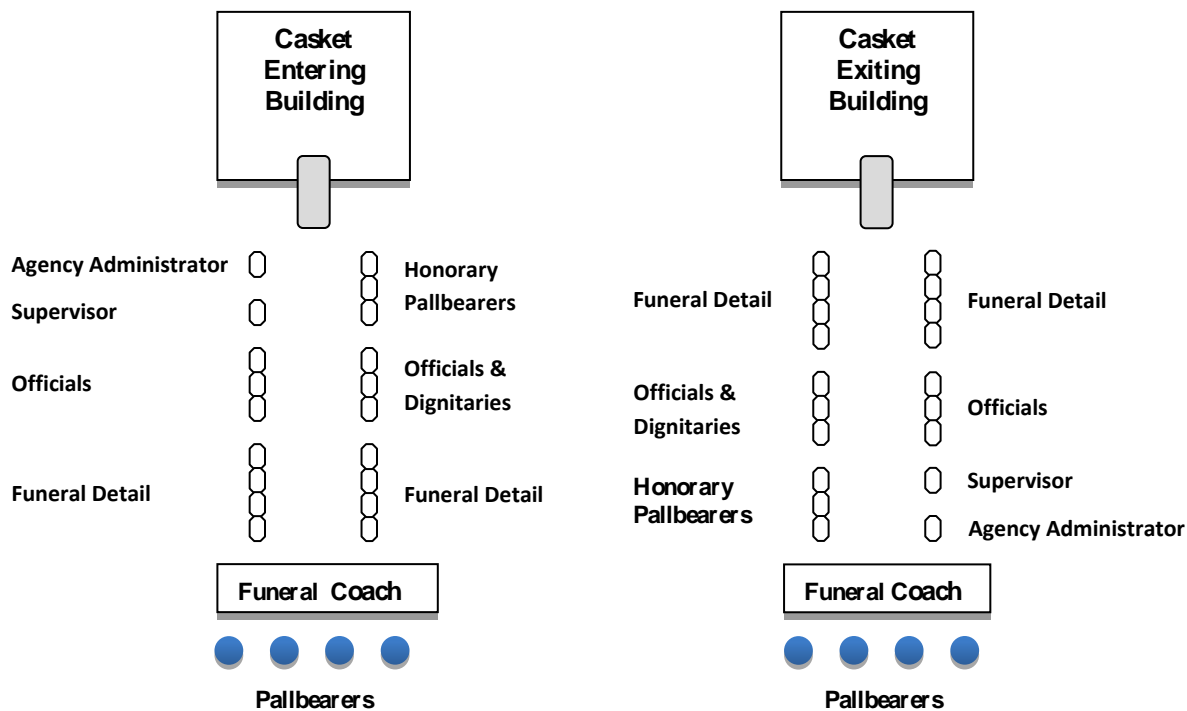 Casket
Entering
Building
Agency Administrator
Honorary
Pallbearers
Supervisor
Officials
Officials &
Dignitaries
Funeral Detail
Funeral Detail
Funeral Coach
Pallbearers
Casket
Exiting
Building
Funeral Detail
Funeral Detail
Officials &
Dignitaries
Officials
Honorary
Pallbearers
Supervisor
Agency Administrator
Funeral Coach
Pallbearers